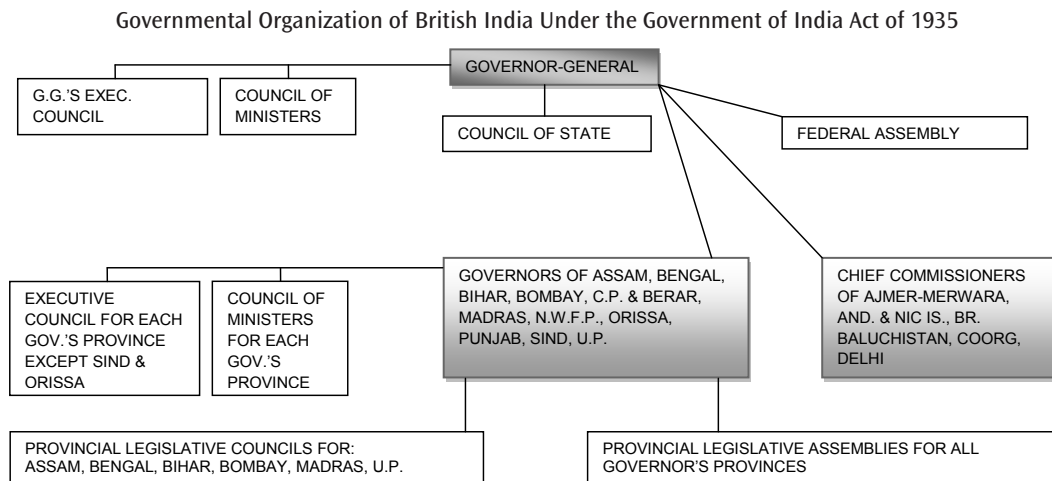 Governmental Organization of British India Under the Government of India Act of 1935
GOVERNOR-GENERAL
G.G.'S EXEC.
COUNCIL
COUNCIL OF
MINISTERS
COUNCIL OF STATE
FEDERAL ASSEMBLY
EXECUTIVE
COUNCIL FOR EACH
GOV.'S PROVINCE
EXCEPT SIND &
ORISSA
COUNCIL OF
MINISTERS
FOR EACH
GOV.'S
PROVINCE
GOVERNORS OF ASSAM, BENGAL,
BIHAR, BOMBAY, C.P. & BERAR,
MADRAS, N.W.F.P., ORISSA,
PUNJAB, SIND, U.P.
CHIEF COMMISSIONERS
OF AJMER-MERWARA,
AND. & NIC IS., BR.
BALUCHISTAN, COORG,
DELHI
PROVINCIAL LEGISLATIVE COUNCILS FOR:
ASSAM, BENGAL, BIHAR, BOMBAY, MADRAS, U.P.
PROVINCIAL LEGISLATIVE ASSEMBLIES FOR ALL
GOVERNOR'S PROVINCES